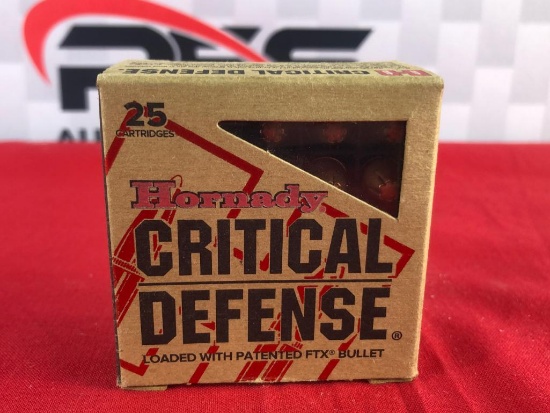 25
CARTRIDGES
Hornady
CRITICAL
DEFENSE®
LOADED WITH PATENTED FTX® BULLET
CRITICAL DEFENSE